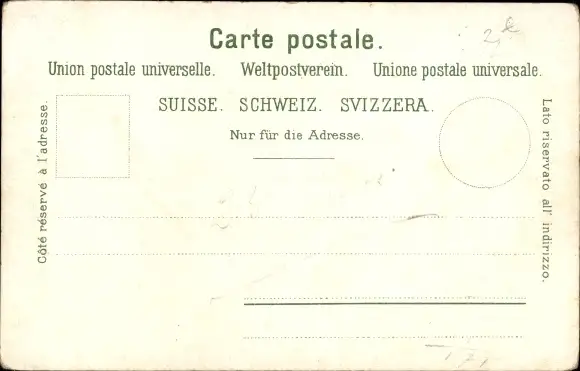 Carte postale.
Union postale universelle. Weltpostverein. Unione postale universale.
SUISSE. SCHWEIZ. SVIZZERA.
Nur für die Adresse.
Côté réservé à l'adresse.
Lato riservato all' indirizzo.